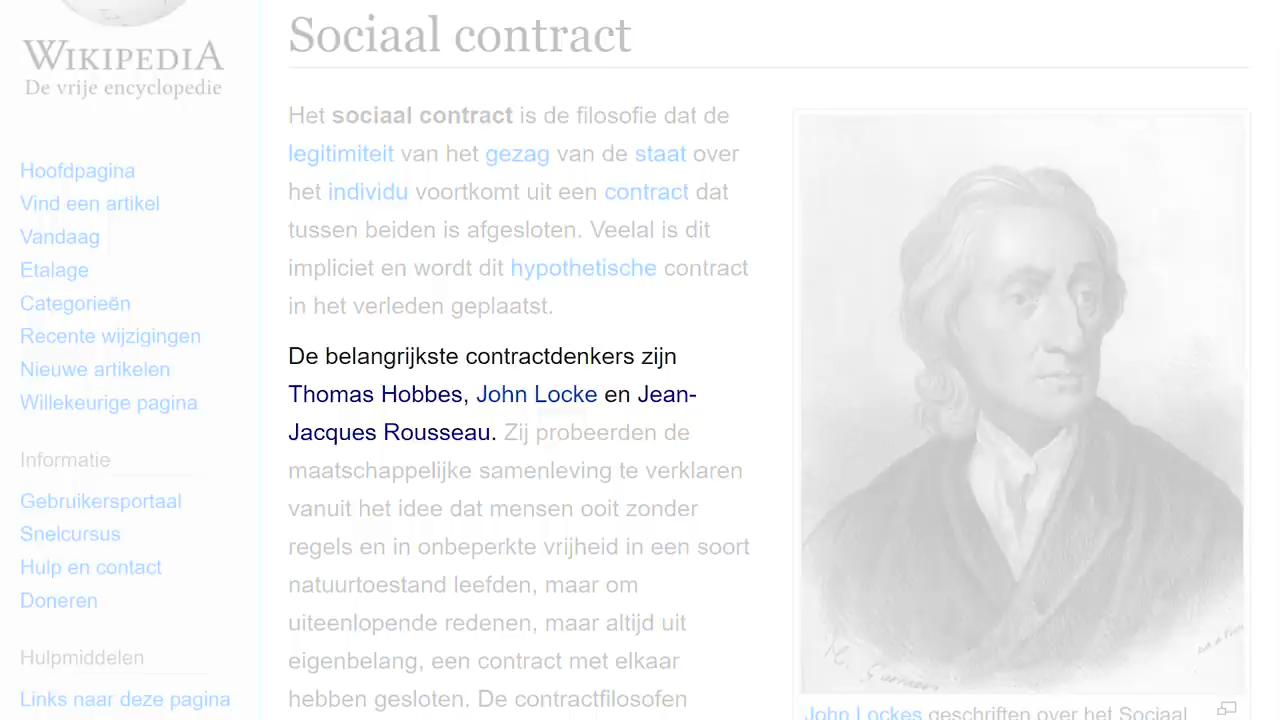 WIKIPEDIA
De vrije encyclopedie
Hoofdpagina
Vind een artikel
Vandaag
Etalage
Categorieën
Recente wijzigingen
Nieuwe artikelen
Willekeurige pagina
Informatie
Gebruikersportaal
Snelcursus
Hulp en contact
Doneren
Hulpmiddelen
Links naar deze pagina
Sociaal contract
Het sociaal contract is de filosofie dat de
legitimiteit van het gezag van de staat over
het individu voortkomt uit een contract dat
tussen beiden is afgesloten. Veelal is dit
impliciet en wordt dit hypothetische contract
in het verleden geplaatst.
De belangrijkste contractdenkers zijn
Thomas Hobbes, John Locke en Jean-
Jacques Rousseau. Zij probeerden de
maatschappelijke samenleving te verklaren
vanuit het idee dat mensen ooit zonder
regels en in onbeperkte vrijheid in een soort
natuurtoestand leefden, maar om
uiteenlopende redenen, maar altijd uit
eigenbelang, een contract met elkaar
hebben gesloten. De contractfilosofen
John Lockes geschriften over het Sociaal